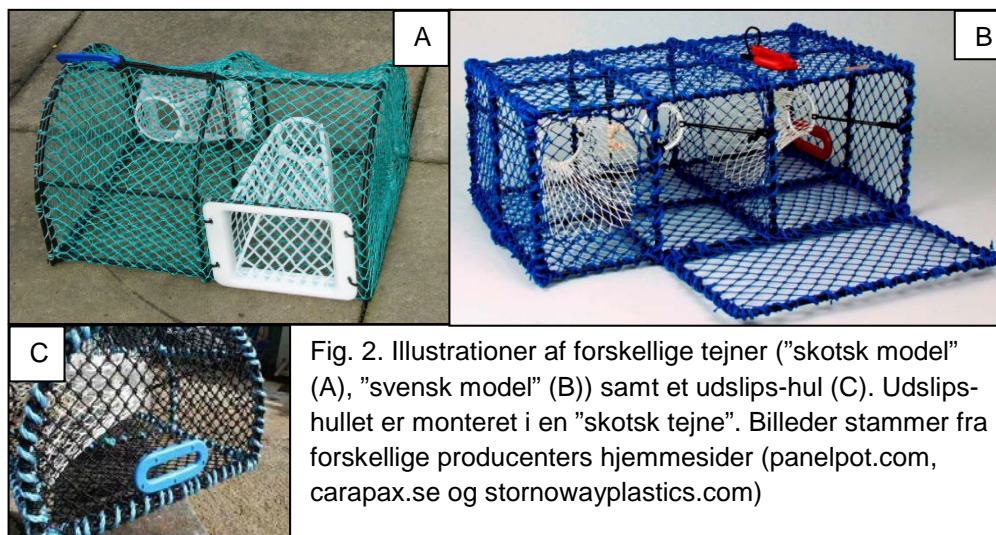 A
B
C
Fig. 2. Illustrationer af forskellige tejner (”skotsk model”
(A), ”svensk model” (B)) samt et udslips-hul (C). Udslips-
hullet er monteret i en ”skotsk tejne”. Billeder stammer fra
forskellige producenters hjemmesider (panelpot.com,
carapax.se og stornowayplastics.com)